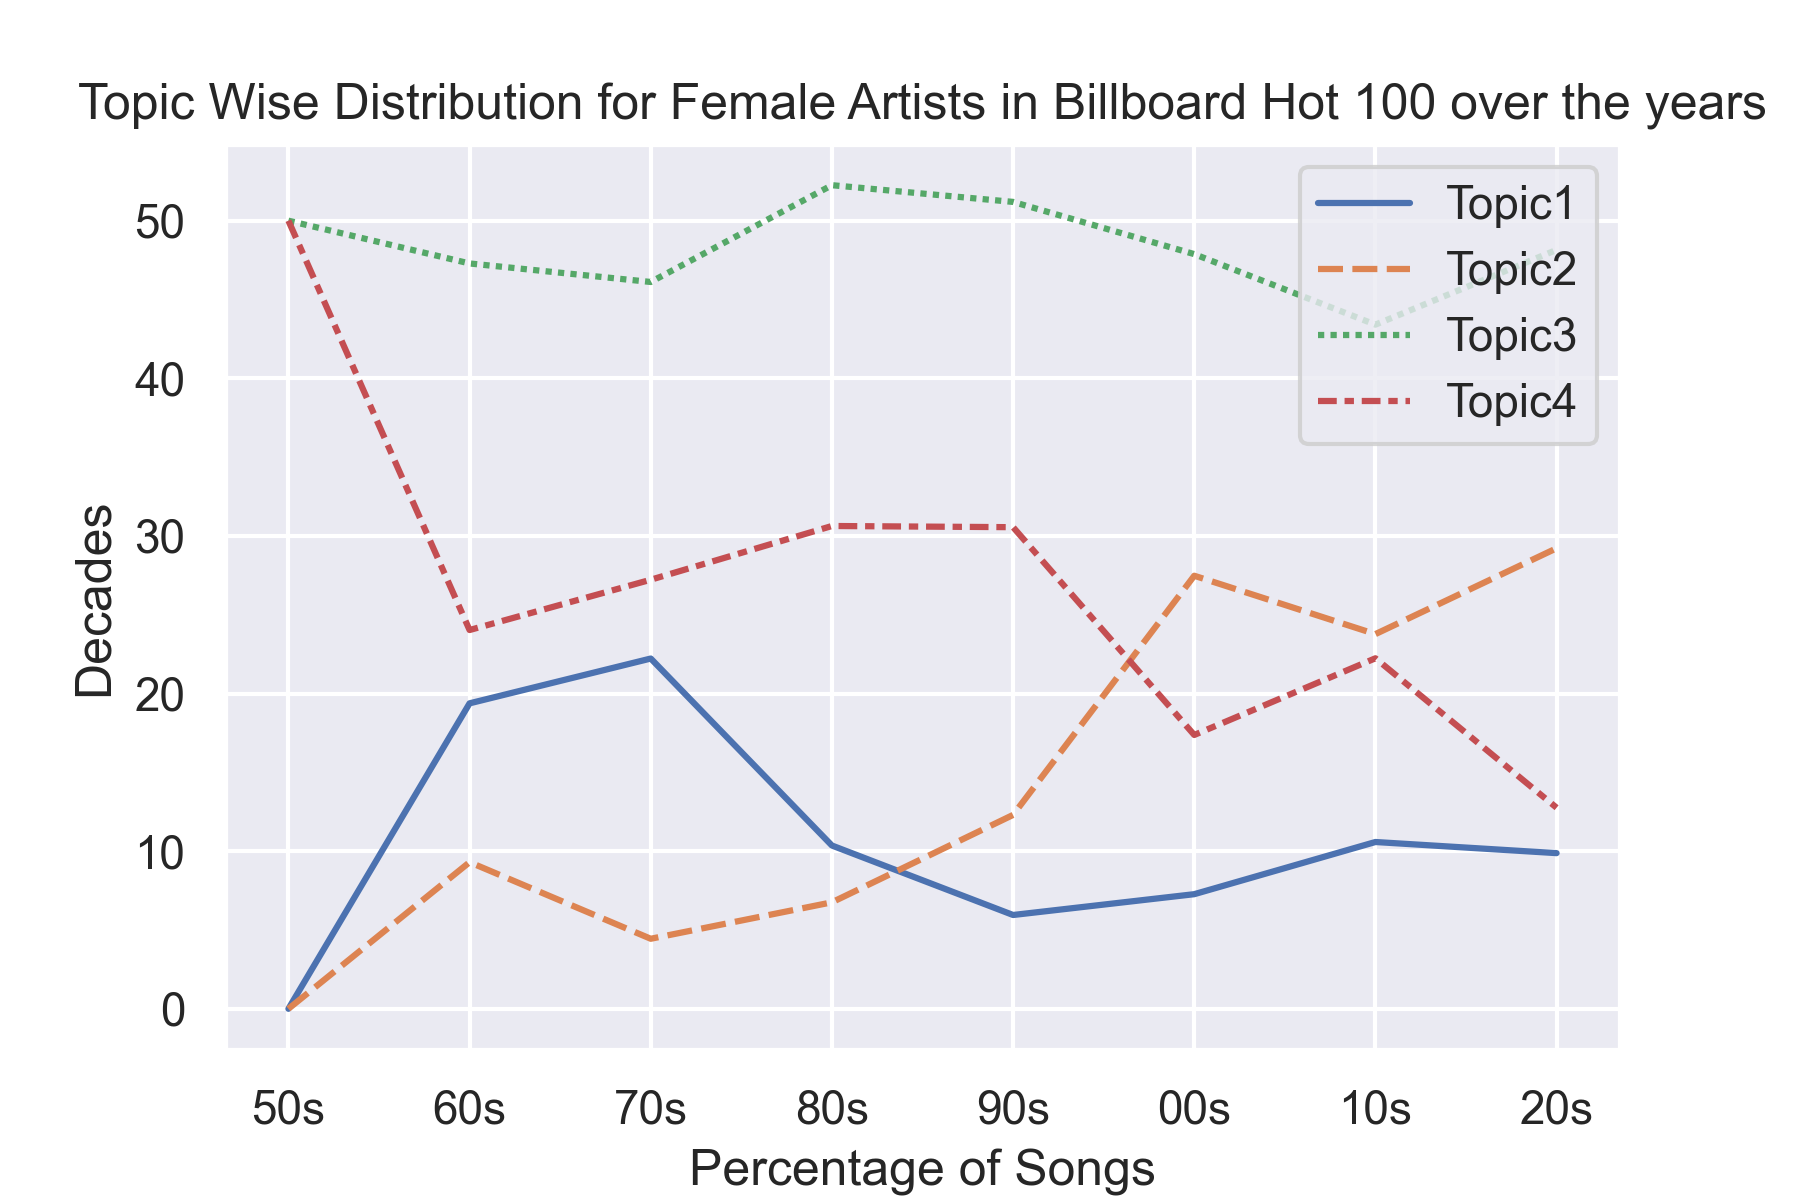 Topic Wise Distribution for Female Artists in Billboard Hot 100 over the years
Topic1
Topic2
Topic3
Topic4
50
40
30
20
10
0
Decades
50s 60s 70s 80s 90s 00s 10s 20s
Percentage of Songs